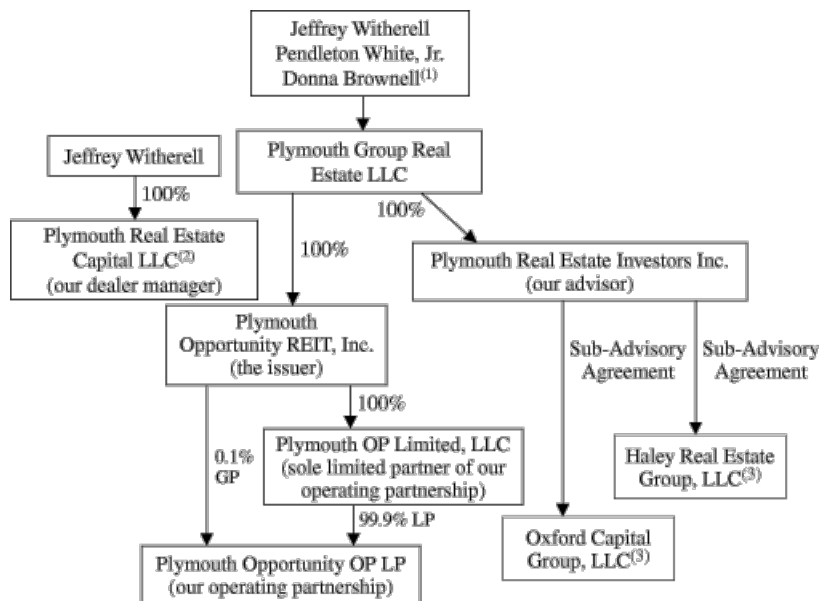 Jeffrey Witherell
Pendleton White, Jr.
Donna Brownell(1)
Jeffrey Witherell
Plymouth Group Real
Estate LLC
100%
100%
100%
Plymouth Real Estate
Capital LLC(2)
(our dealer manager)
Plymouth Real Estate Investors Inc.
(our advisor)
Plymouth
Opportunity REIT, Inc.
(the issuer)
Sub-Advisory
Agreement
Sub-Advisory
Agreement
100%
0.1%
GP
Plymouth OP Limited, LLC
(sole limited partner of our
operating partnership)
Haley Real Estate
Group, LLC(3)
99.9% LP
Oxford Capital
Group, LLC(3)
Plymouth Opportunity OP LP
(our operating partnership)